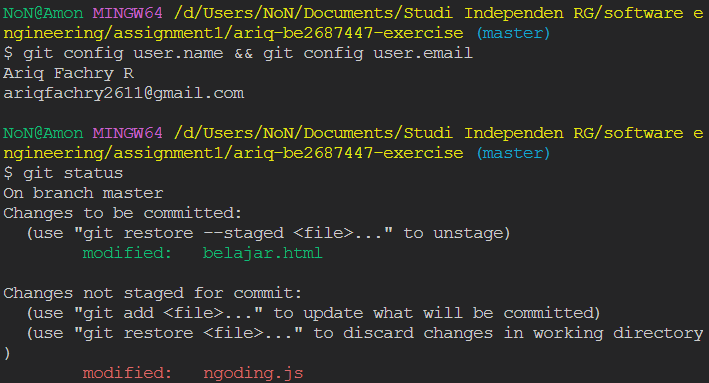 NoN@Amon MINGW64 /d/Users/NoN/Documents/Studi Independen RG/software e
ngineering/assignment1/ariq-be2687447-exercise (master)
$ git config user.name && git config user.email
Ariq Fachry R
ariqfachry2611@gmail.com

NoN@Amon MINGW64 /d/Users/NoN/Documents/Studi Independen RG/software e
ngineering/assignment1/ariq-be2687447-exercise (master)
$ git status
On branch master
Changes to be committed:
  (use "git restore --staged <file>..." to unstage)
        modified:   belajar.html

Changes not staged for commit:
  (use "git add <file>..." to update what will be committed)
  (use "git restore <file>..." to discard changes in working directory
)
        modified:   ngoding.js